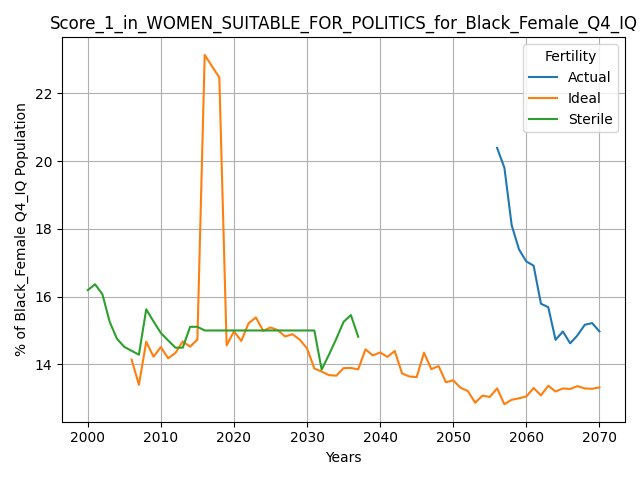 Score_1_in_WOMEN_SUITABLE_FOR_POLITICS_for_Black_Female_Q4_IQ
Fertility
Actual
Ideal
Sterile
% of Black_Female Q4_IQ Population
22
20
18
16
14
2000 2010 2020 2030 2040 2050 2060 2070
Years